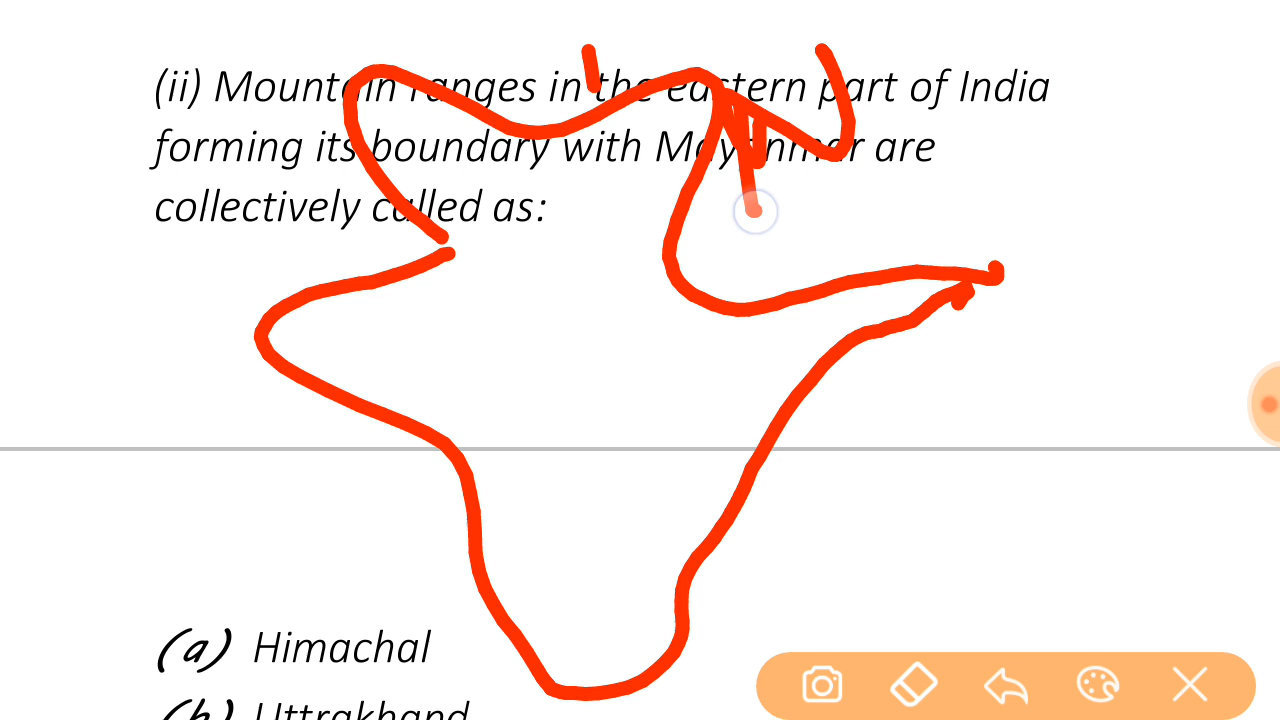 (ii) Mountain ranges in the eastern part of India
forming its boundary with Mayanmar are
collectively called as:
(a) Himachal
(b) Uttrakhand